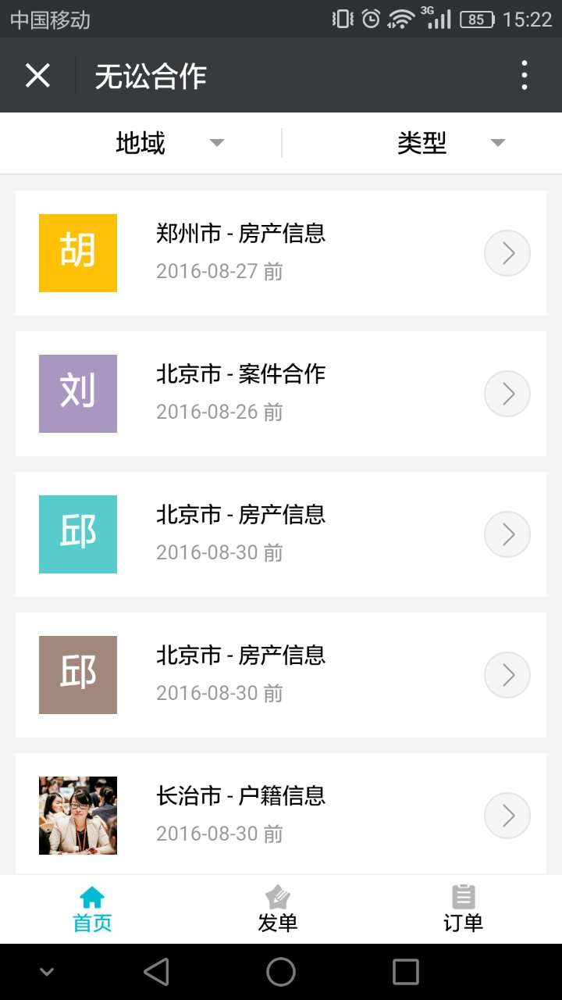 中国移动 3G 85 15:22
无讼合作
地域 类型
胡
郑州市 - 房产信息
2016-08-27 前
刘
北京市 - 案件合作
2016-08-26 前
邱
北京市 - 房产信息
2016-08-30 前
邱
北京市 - 房产信息
2016-08-30 前
长治市 - 户籍信息
2016-08-30 前
首页 发单 订单